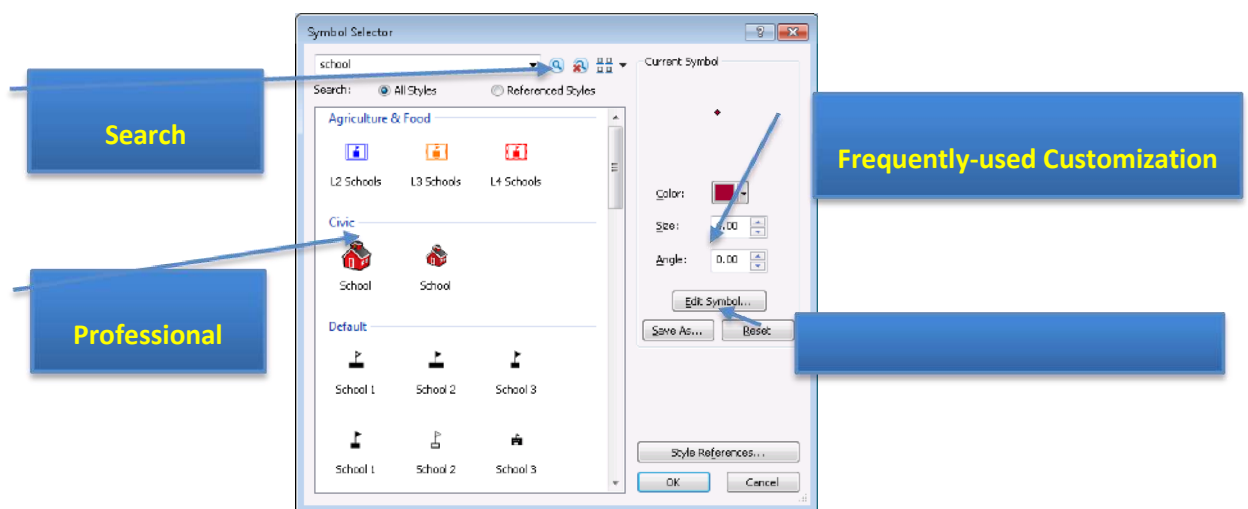 Symbol Selector
school
Search: All Styles Referenced Styles
Agriculture & Food
L2 Schools L3 Schools L4 Schools
Civic
School School
Default
School 1 School 2 School 3
School 1 School 2 School 3
Current Symbol
Color:
Size: .00
Angle: 0.00
Edit Symbol...
Save As... Reset
Style References...
OK Cancel
Search
Professional
Frequently-used Customization